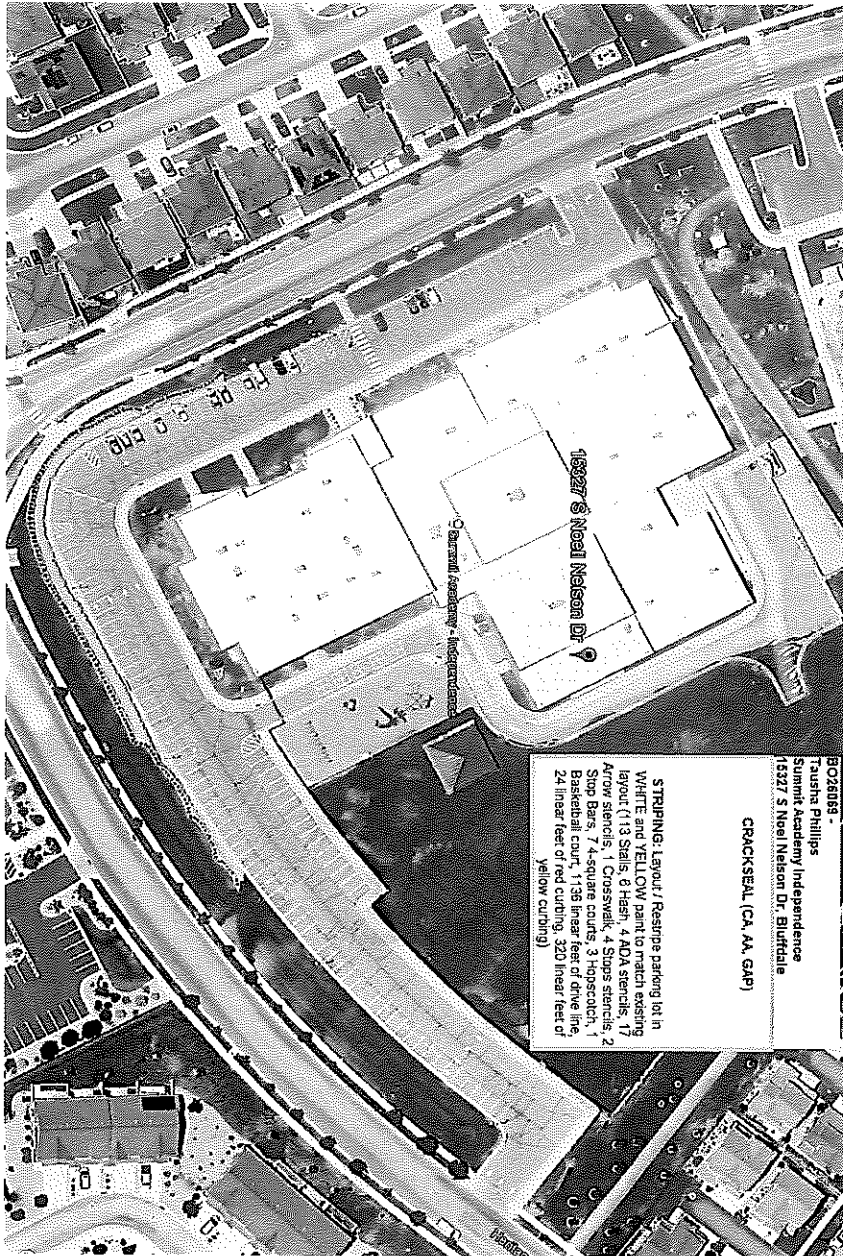 BO26069 -
Tausha Phillips
Summit Academy Independence
15327 S Noel Nelson Dr, Bluffdale
CRACKSEAL (CA, AA, GAP)
STRIPING: Layout / Restripe parking lot in
WHITE and YELLOW paint to match existing
layout (113 Stalls, 6 Hash, 4 ADA stencils, 17
Arrow stencils, 1 Crosswalk, 4 Stops stencils, 2
Stop Bars, 7 4-square courts, 3 Hopscotch, 1
Basketball court, 1136 linear feet of drive line,
24 linear feet of red curbing, 320 linear feet of
yellow curbing)
15327 S Noell Nelson Dr
Summit Academy - Independence